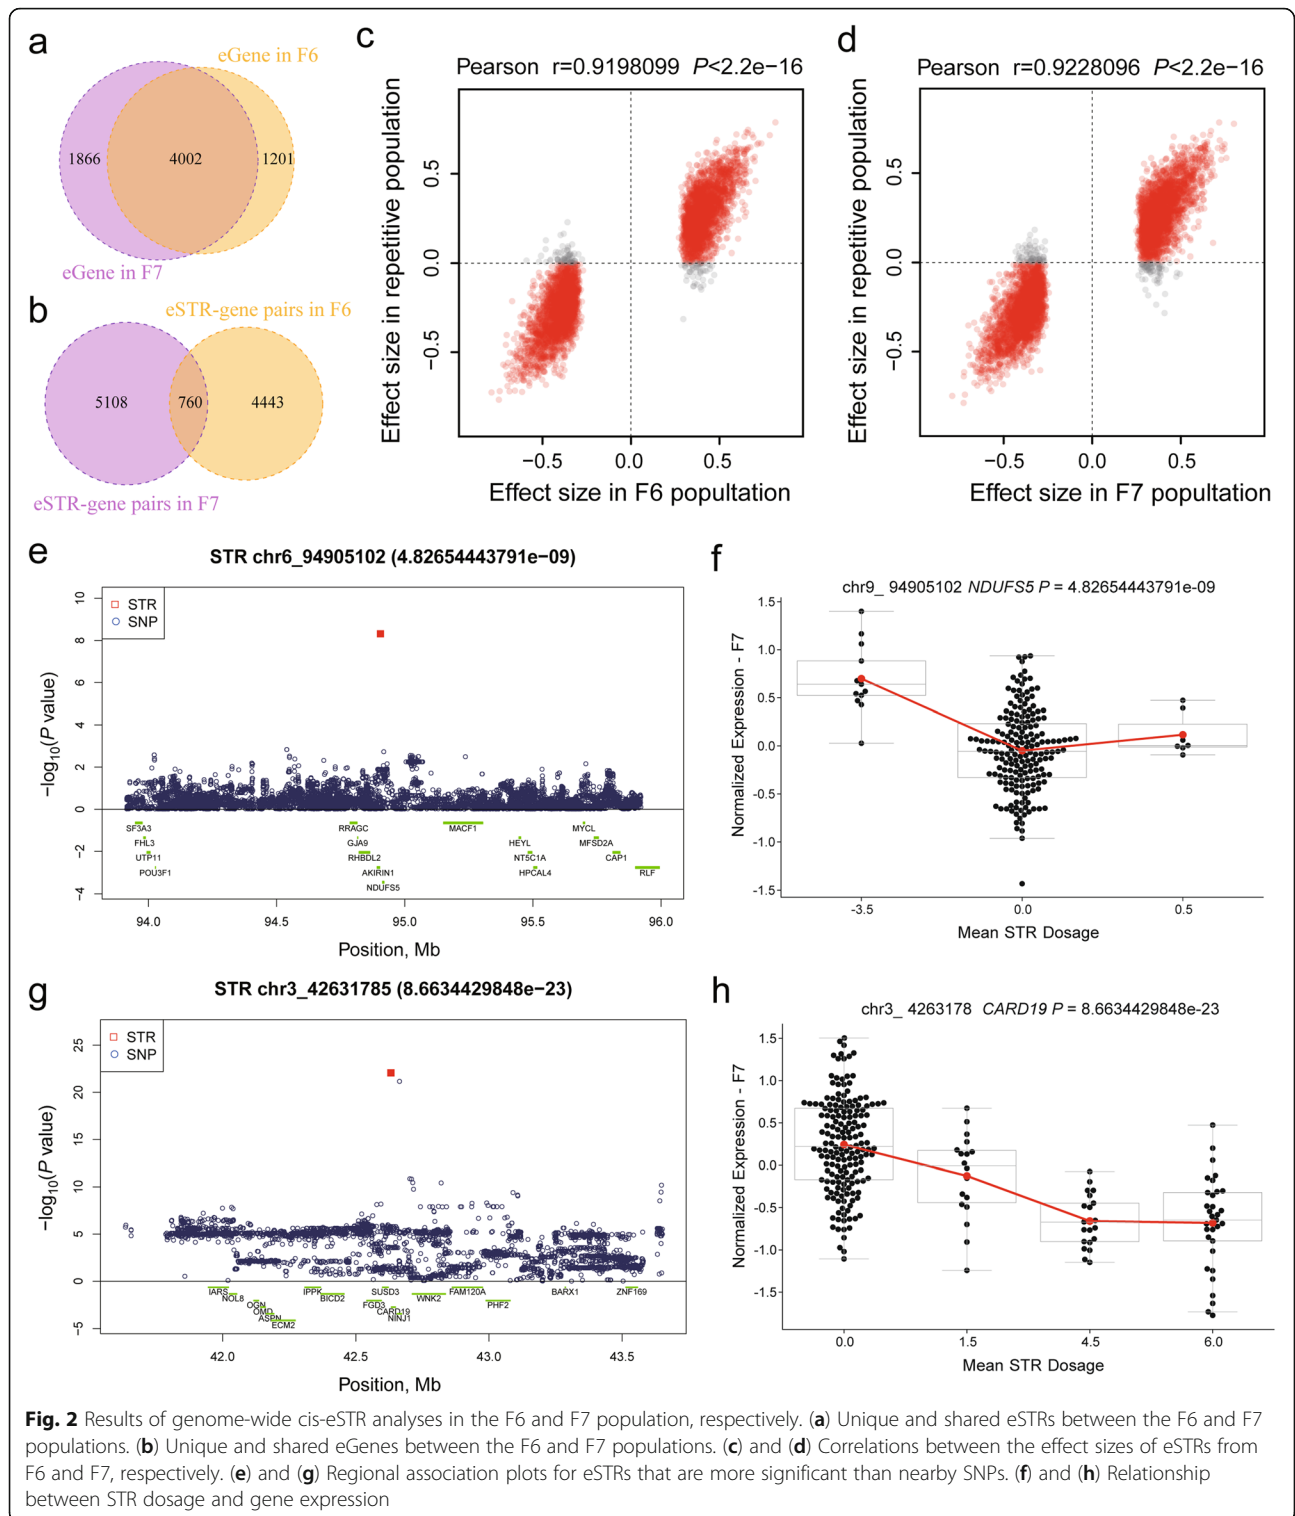 a
eGene in F6
1866
4002
1201
eGene in F7
b
eSTR-gene pairs in F6
5108
760
4443
eSTR-gene pairs in F7
c
Pearson r=0.9198099 P<2.2e−16
Effect size in repetitive population
0.5
0.0
−0.5
−0.5
0.0
0.5
Effect size in F6 popultation
d
Pearson r=0.9228096 P<2.2e−16
Effect size in repetitive population
0.5
0.0
−0.5
−0.5
0.0
0.5
Effect size in F7 popultation
e
STR chr6_94905102 (4.82654443791e−09)
STR
SNP
−log10(P value)
10
8
6
4
2
0
−2
−4
SF3A3
FHL3
UTP11
POU3F1
RRAGC
GJA9
RHBDL2
AKIRIN1
NDUFS5
MACF1
HEYL
NT5C1A
HPCAL4
MYCL
MFSD2A
CAP1
RLF
94.0
94.5
95.0
95.5
96.0
Position, Mb
f
chr9_ 94905102 NDUFS5 P = 4.82654443791e-09
Normalized Expression - F7
1.5
1.0
0.5
0.0
-0.5
-1.0
-1.5
-3.5
0.0
0.5
Mean STR Dosage
g
STR chr3_42631785 (8.6634429848e−23)
STR
SNP
−log10(P value)
25
20
15
10
5
0
−5
IARS
NOL8
OGN
OMD
ASPN
ECM2
IPPK
BICD2
SUSD3
FGD3
CARD19
NINJ1
WNK2
FAM120A
PHF2
BARX1
ZNF169
42.0
42.5
43.0
43.5
Position, Mb
h
chr3_ 4263178 CARD19 P = 8.6634429848e-23
Normalized Expression - F7
1.5
1.0
0.5
0.0
-0.5
-1.0
-1.5
0.0
1.5
4.5
6.0
Mean STR Dosage
Fig. 2 Results of genome-wide cis-eSTR analyses in the F6 and F7 population, respectively. (a) Unique and shared eSTRs between the F6 and F7
populations. (b) Unique and shared eGenes between the F6 and F7 populations. (c) and (d) Correlations between the effect sizes of eSTRs from
F6 and F7, respectively. (e) and (g) Regional association plots for eSTRs that are more significant than nearby SNPs. (f) and (h) Relationship
between STR dosage and gene expression